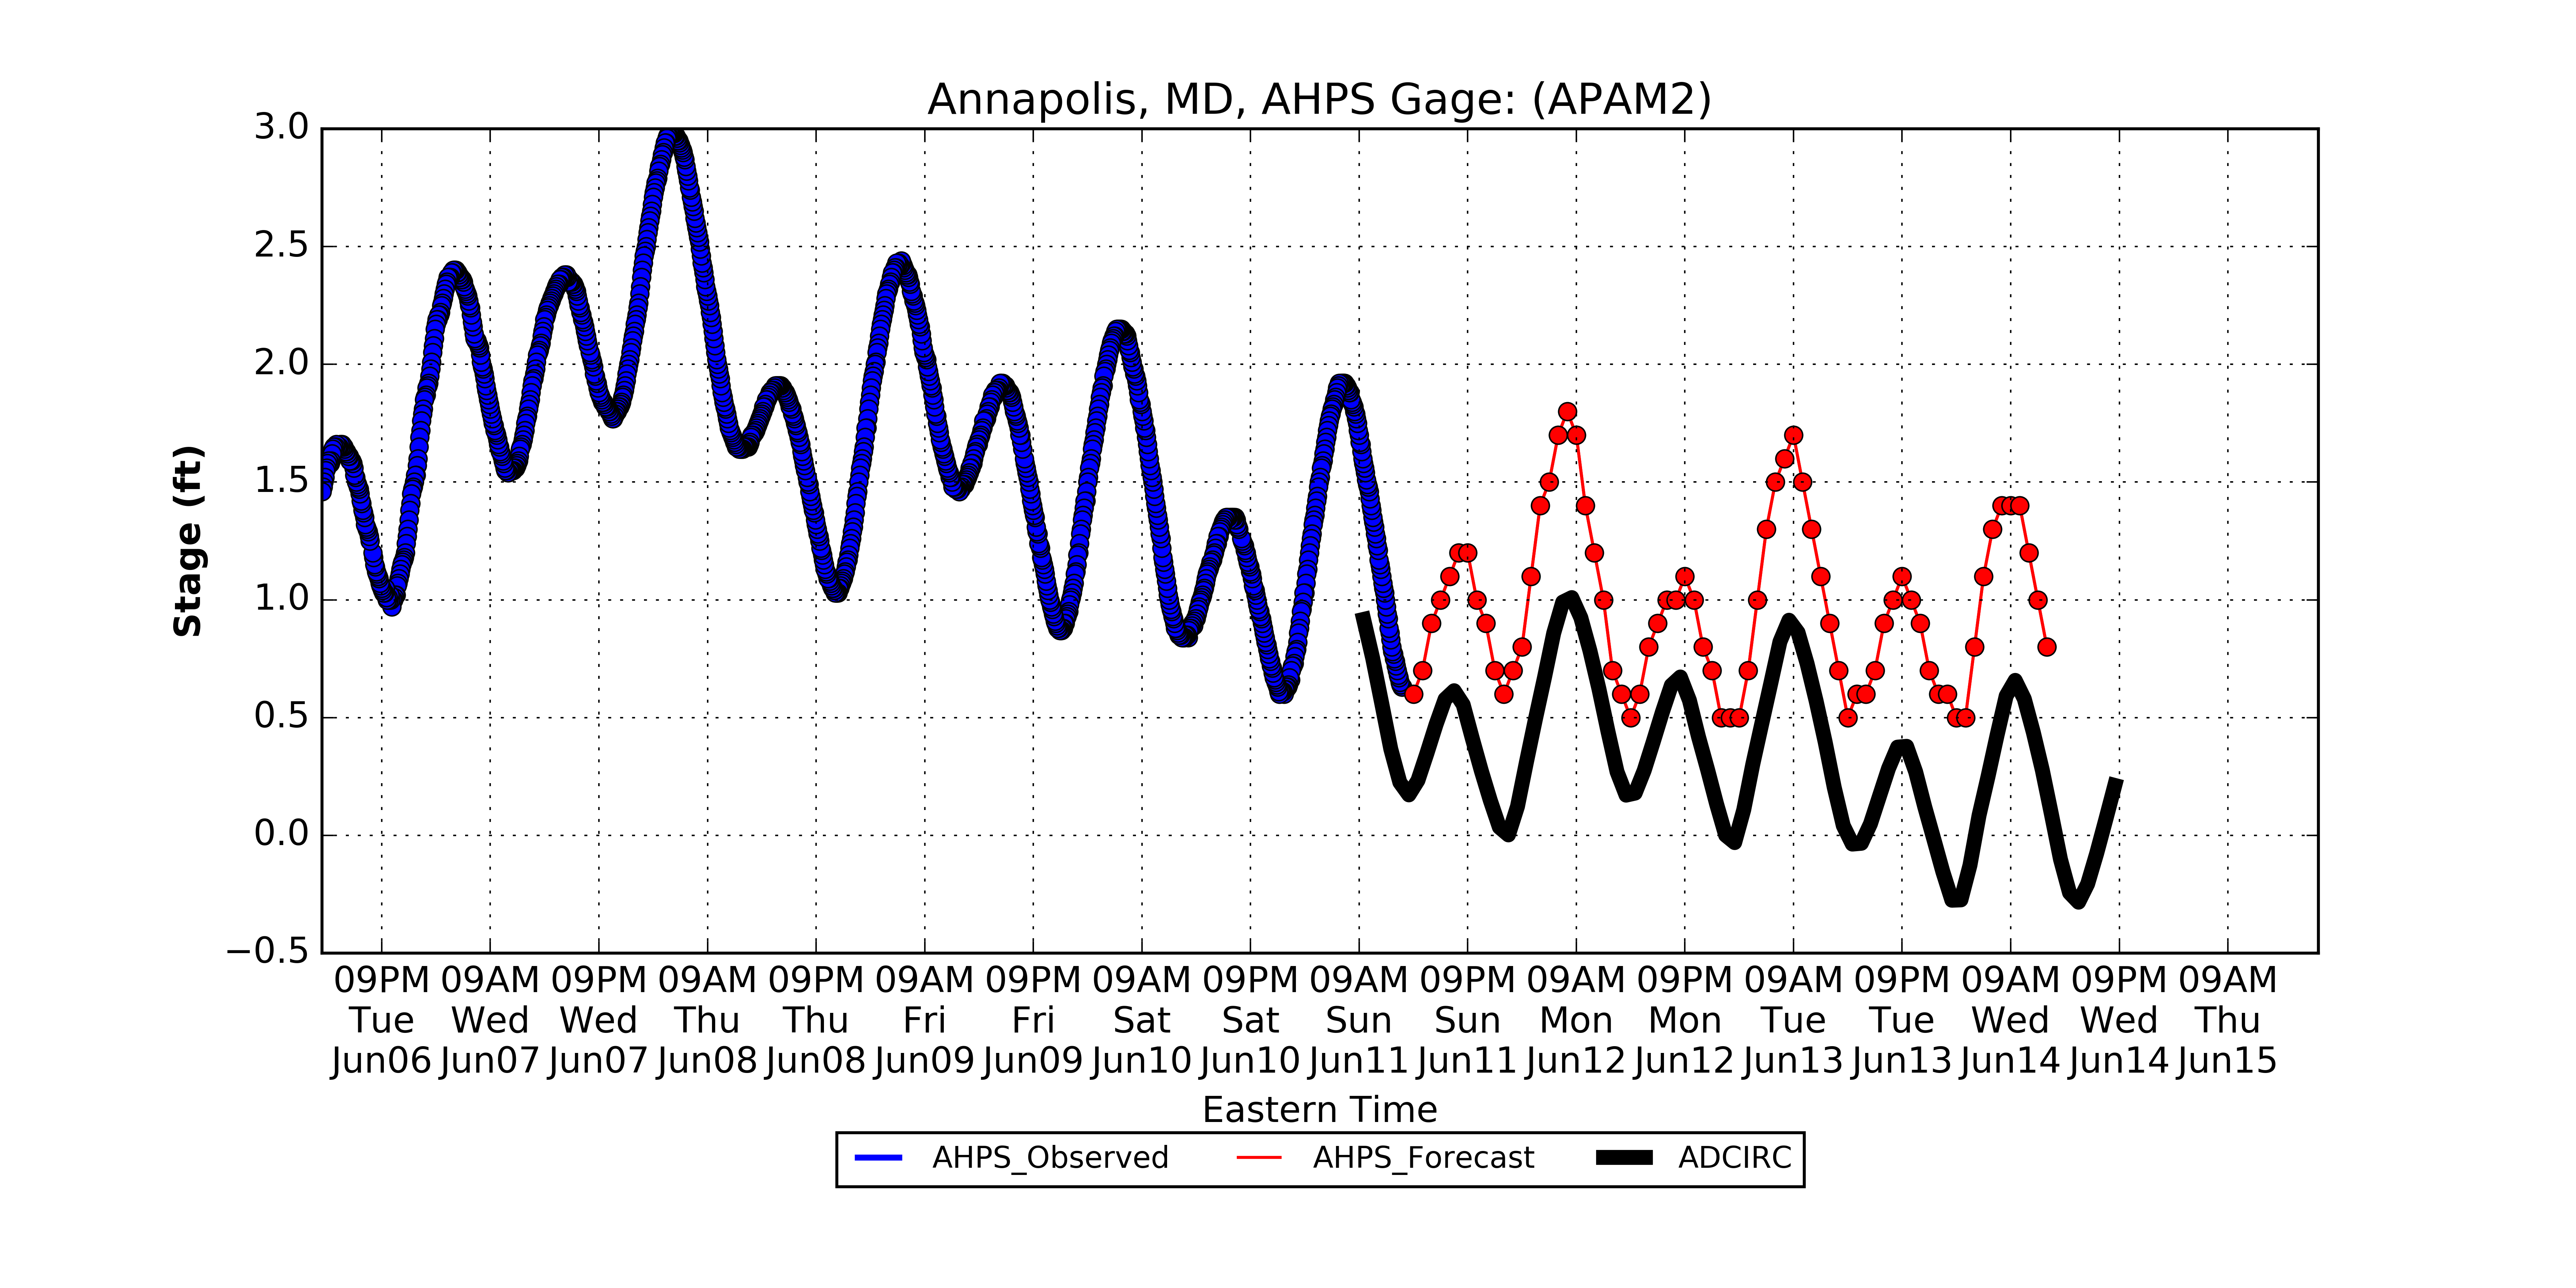 Annapolis, MD, AHPS Gage: (APAM2)
3.0
2.5
2.0
1.5
1.0
0.5
0.0
−0.5
Stage (ft)
09PM 09AM 09PM 09AM 09PM 09AM 09PM 09AM 09PM 09AM 09PM 09AM 09PM 09AM 09PM 09AM 09PM 09AM
Tue Wed Wed Thu Thu Fri Fri Sat Sat Sun Sun Mon Mon Tue Tue Wed Wed Thu
Jun06 Jun07 Jun07 Jun08 Jun08 Jun09 Jun09 Jun10 Jun10 Jun11 Jun11 Jun12 Jun12 Jun13 Jun13 Jun14 Jun14 Jun15
Eastern Time
AHPS_Observed AHPS_Forecast ADCIRC